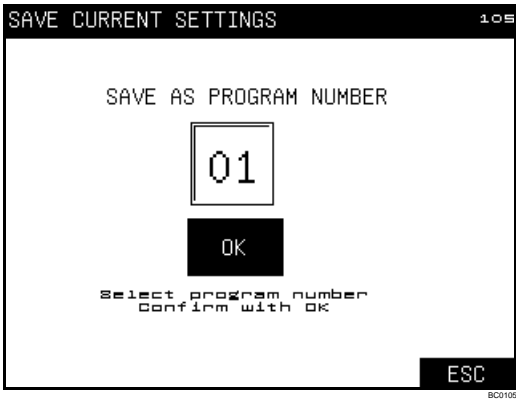 SAVE CURRENT SETTINGS 105
SAVE AS PROGRAM NUMBER
01
OK
Select program number
Confirm with OK
ESC
BC0105